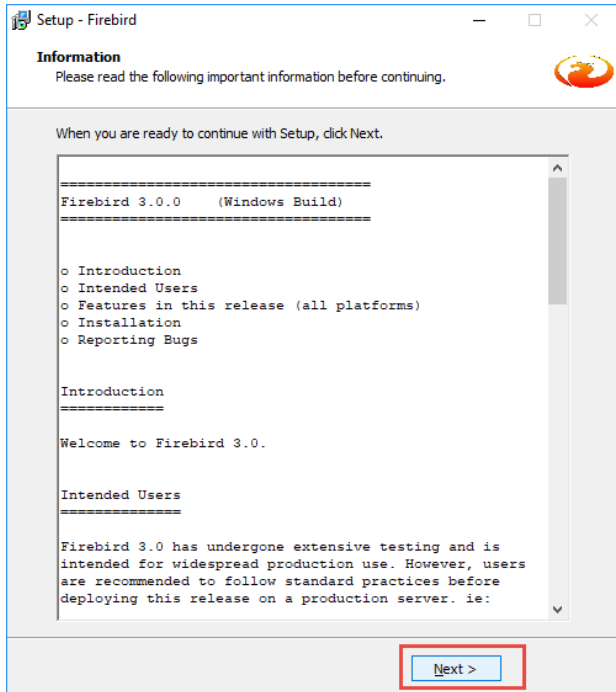 Setup - Firebird
Information
Please read the following important information before continuing.
When you are ready to continue with Setup, click Next.
====================================
Firebird 3.0.0    (Windows Build)
====================================
o Introduction
o Intended Users
o Features in this release (all platforms)
o Installation
o Reporting Bugs
Introduction
============
Welcome to Firebird 3.0.
Intended Users
==============
Firebird 3.0 has undergone extensive testing and is
intended for widespread production use. However, users
are recommended to follow standard practices before
deploying this release on a production server. ie:
Next >